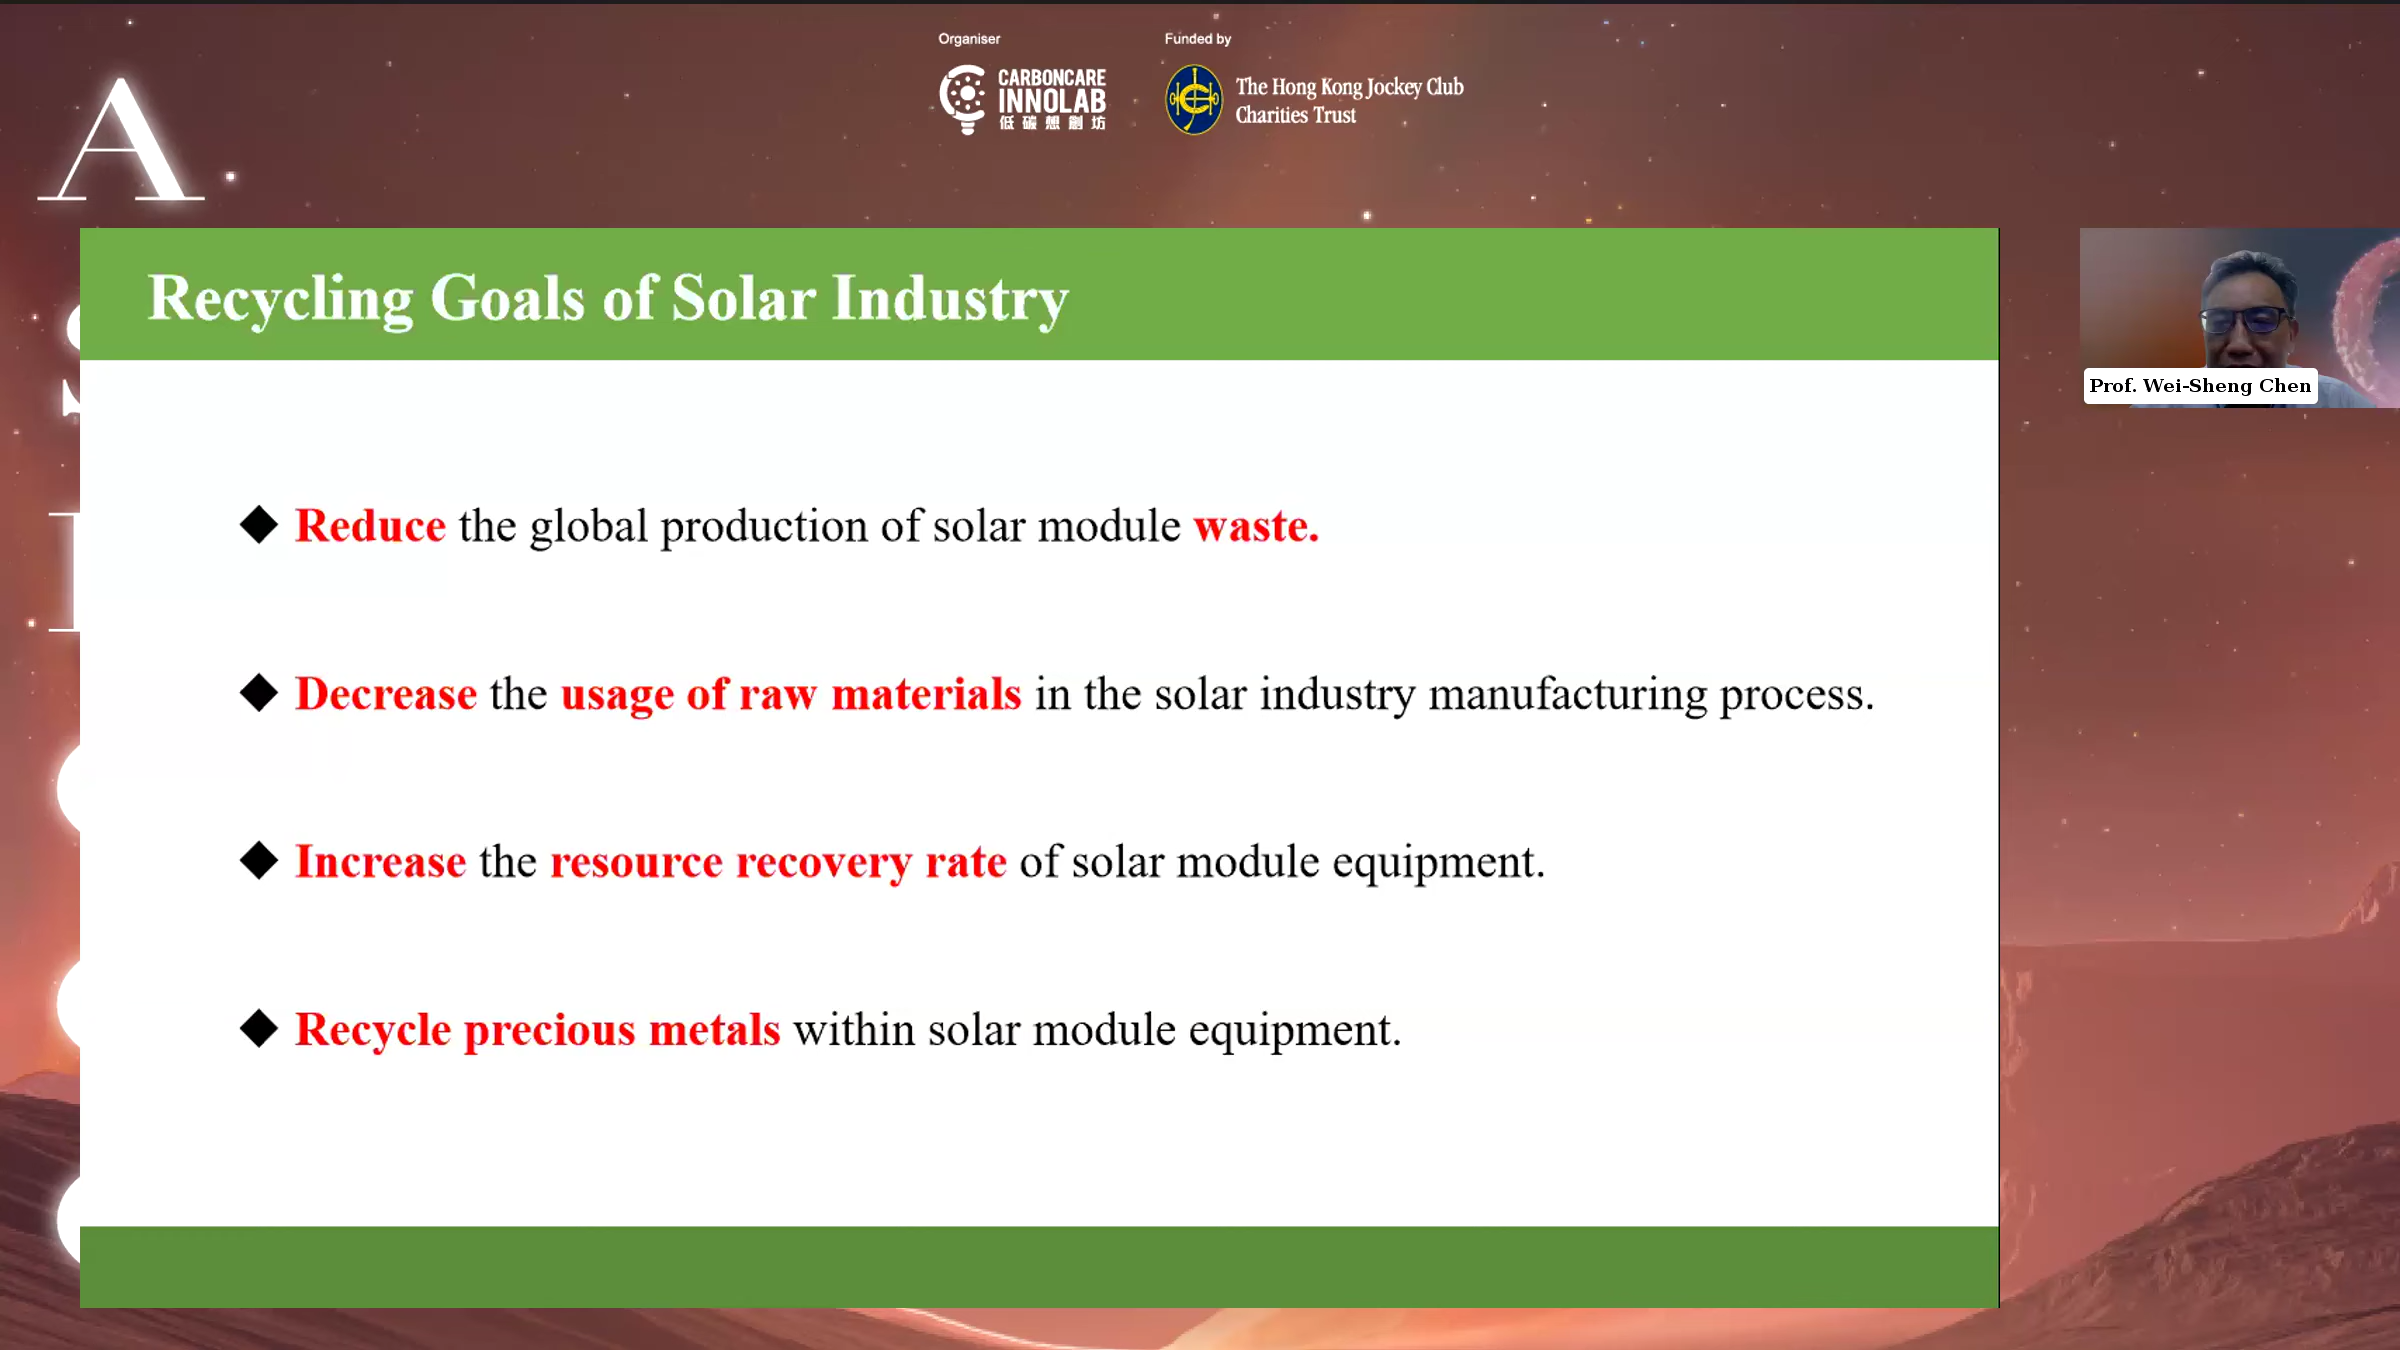 Organiser
Funded by
CARBONCARE
INNOLAB
低碳想創坊
The Hong Kong Jockey Club
Charities Trust
A
Recycling Goals of Solar Industry
Prof. Wei-Sheng Chen
◆ Reduce the global production of solar module waste.
◆ Decrease the usage of raw materials in the solar industry manufacturing process.
◆ Increase the resource recovery rate of solar module equipment.
◆ Recycle precious metals within solar module equipment.